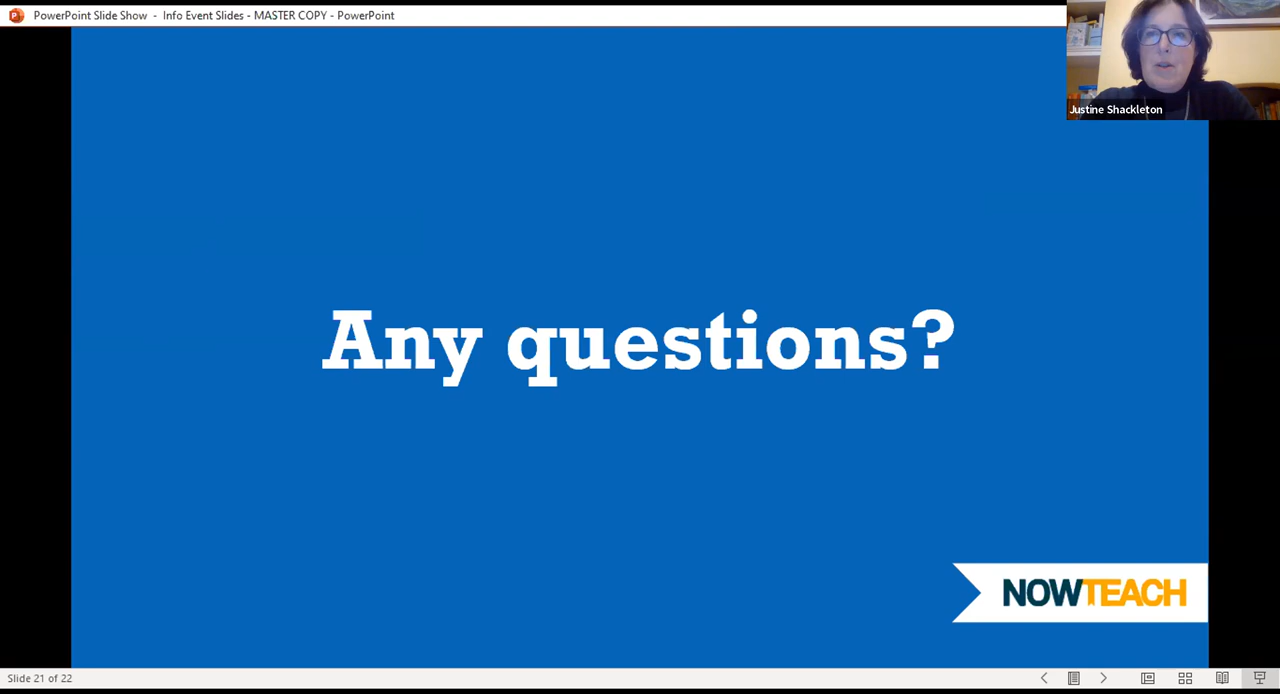 PowerPoint Slide Show - Info Event Slides - MASTER COPY - PowerPoint
Justine Shackleton
Any questions?
NOWTEACH
Slide 21 of 22